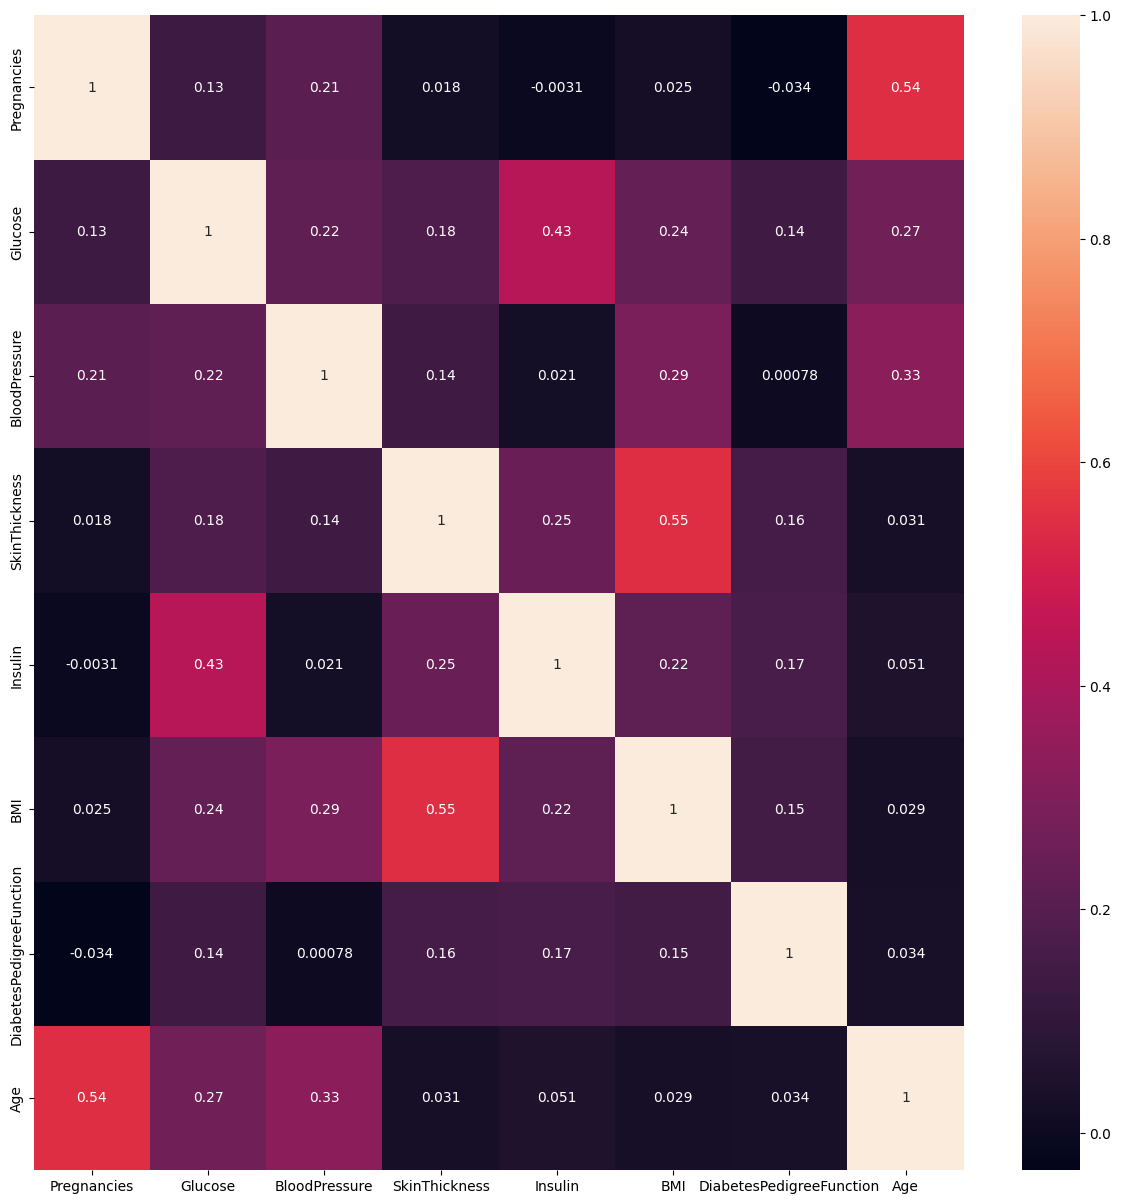 Pregnancies 1 0.13 0.21 0.018 -0.0031 0.025 -0.034 0.54
Glucose 0.13 1 0.22 0.18 0.43 0.24 0.14 0.27
BloodPressure 0.21 0.22 1 0.14 0.021 0.29 0.00078 0.33
SkinThickness 0.018 0.18 0.14 1 0.25 0.55 0.16 0.031
Insulin -0.0031 0.43 0.021 0.25 1 0.22 0.17 0.051
BMI 0.025 0.24 0.29 0.55 0.22 1 0.15 0.029
DiabetesPedigreeFunction -0.034 0.14 0.00078 0.16 0.17 0.15 1 0.034
Age 0.54 0.27 0.33 0.031 0.051 0.029 0.034 1
Pregnancies Glucose BloodPressure SkinThickness Insulin BMI DiabetesPedigreeFunction Age
1.0
0.8
0.6
0.4
0.2
0.0